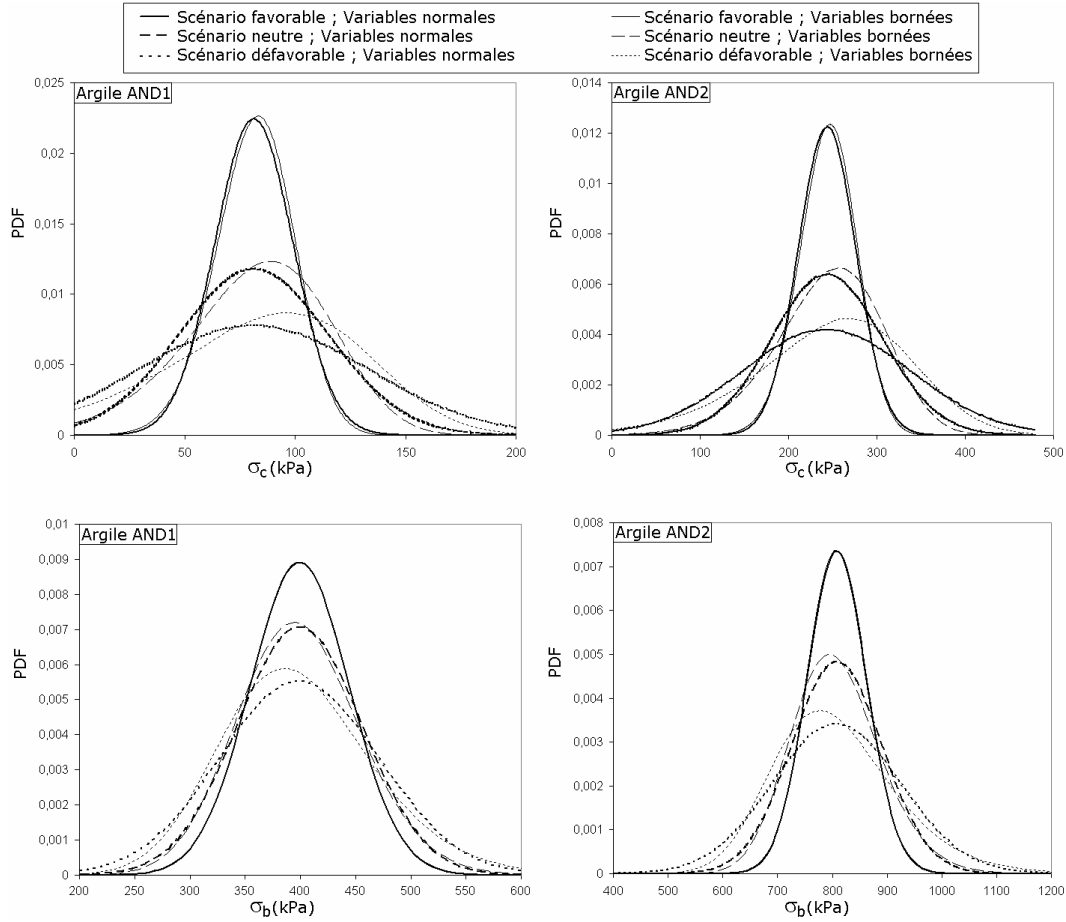 Scénario favorable ; Variables normales
Scénario neutre ; Variables normales
Scénario défavorable ; Variables normales
Scénario favorable ; Variables bornées
Scénario neutre ; Variables bornées
Scénario défavorable ; Variables bornées
Argile AND1
PDF
0,025
0,02
0,015
0,01
0,005
0
0 50 100 150 200
σc (kPa)
Argile AND2
PDF
0,014
0,012
0,01
0,008
0,006
0,004
0,002
0
0 100 200 300 400 500
σc (kPa)
Argile AND1
PDF
0,01
0,009
0,008
0,007
0,006
0,005
0,004
0,003
0,002
0,001
0
200 250 300 350 400 450 500 550 600
σb (kPa)
Argile AND2
PDF
0,008
0,007
0,006
0,005
0,004
0,003
0,002
0,001
0
400 500 600 700 800 900 1000 1100 1200
σb (kPa)